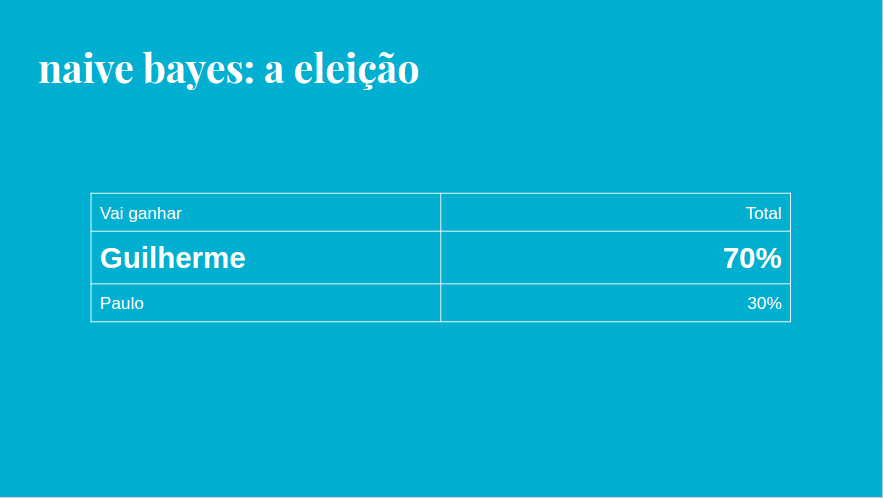 naive bayes: a eleição
Vai ganhar Total
Guilherme 70%
Paulo 30%